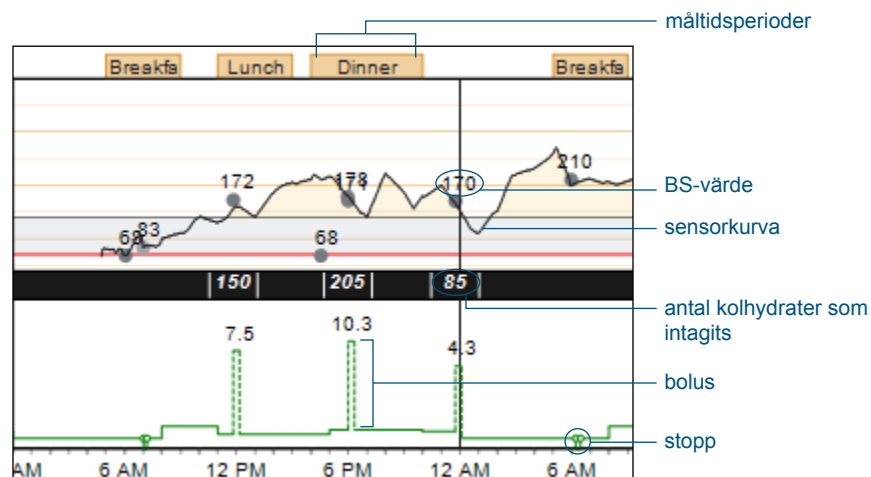 måltidsperioder
Breakfa Lunch Dinner Breakfa
210
172 178
171 170
BS-värde
83
68 68
sensorkurva
150 205 85
antal kolhydrater som
intagits
10.3
7.5 4.3
bolus
stopp
AM 6 AM 12 PM 6 PM 12 AM 6 AM